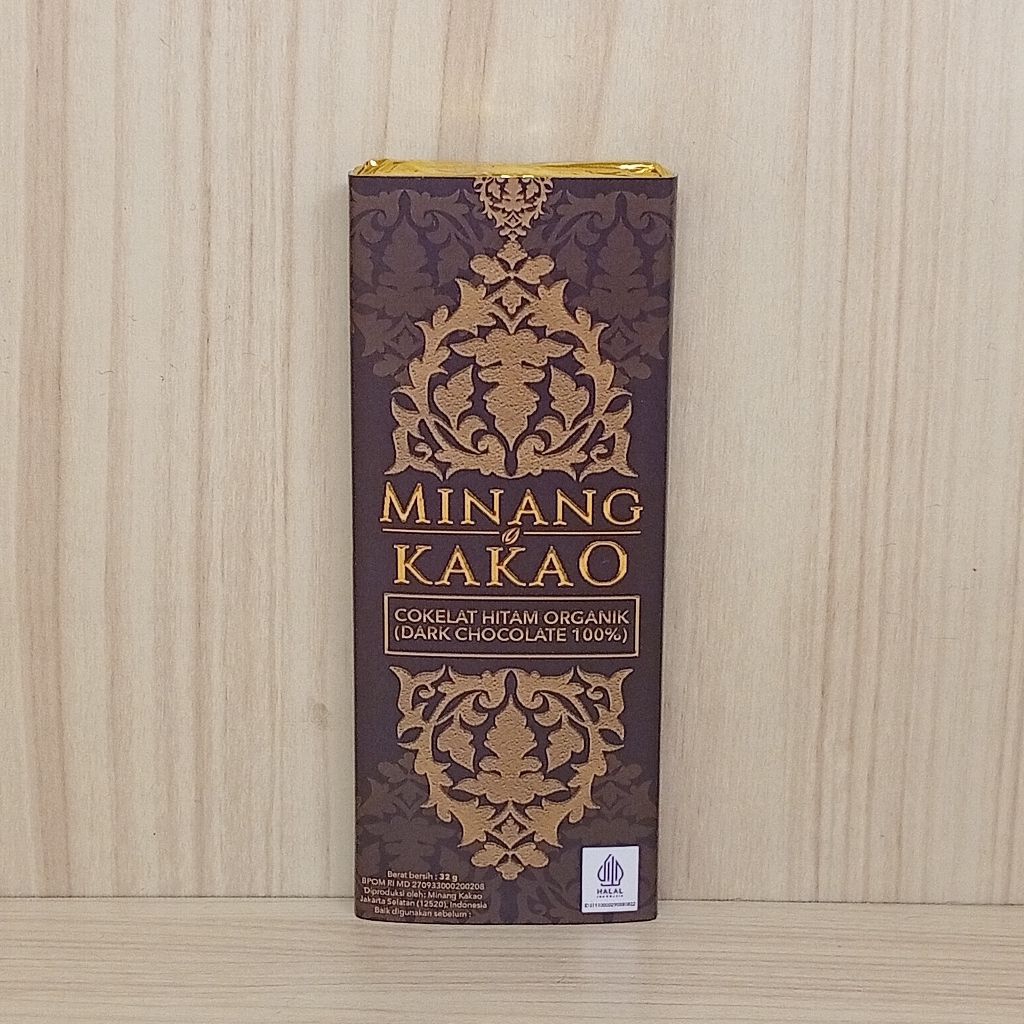 MINANG
KAKAO
COKELAT HITAM ORGANIK
(DARK CHOCOLATE 100%)
Berat bersih : 32 g
BPOM RI MD 270933000200208
Diproduksi oleh: Minang Kakao
Jakarta Selatan (12520), Indonesia
Baik digunakan sebelum :
HALAL
INDONESIA